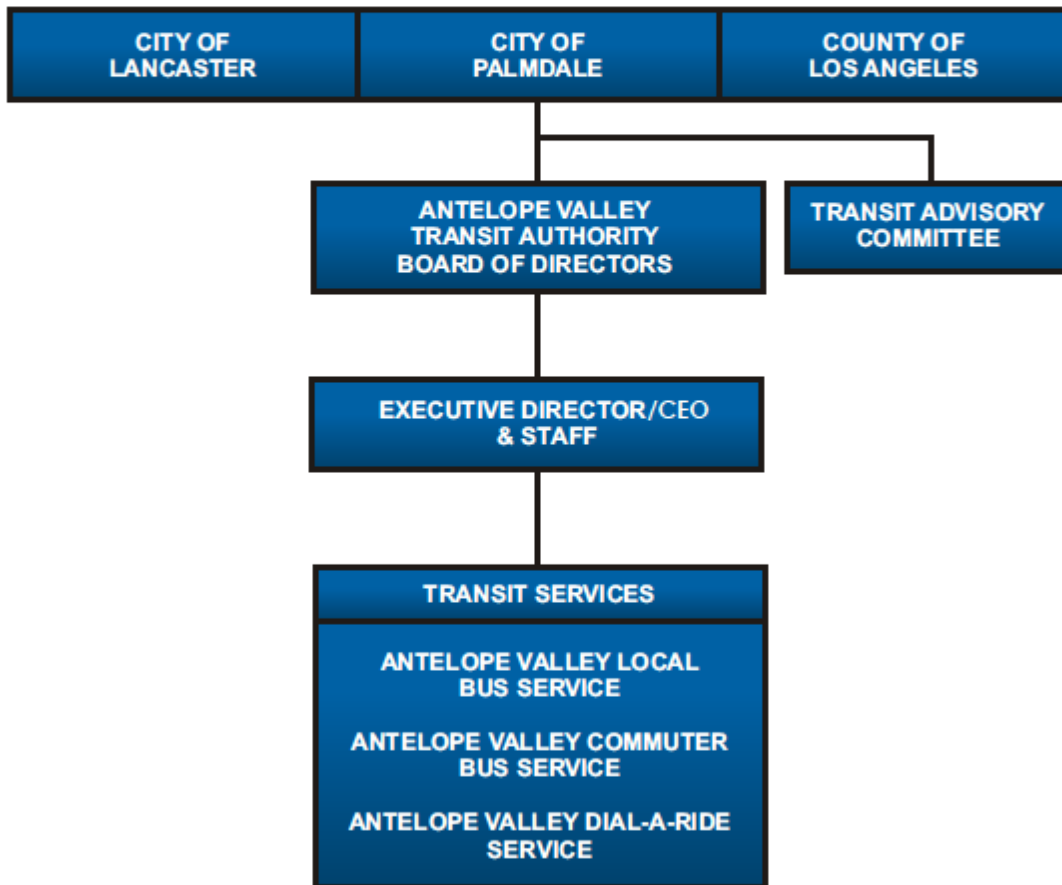 CITY OF
LANCASTER
CITY OF
PALMDALE
COUNTY OF
LOS ANGELES
ANTELOPE VALLEY
TRANSIT AUTHORITY
BOARD OF DIRECTORS
TRANSIT ADVISORY
COMMITTEE
EXECUTIVE DIRECTOR/CEO
& STAFF
TRANSIT SERVICES
ANTELOPE VALLEY LOCAL
BUS SERVICE
ANTELOPE VALLEY COMMUTER
BUS SERVICE
ANTELOPE VALLEY DIAL-A-RIDE
SERVICE